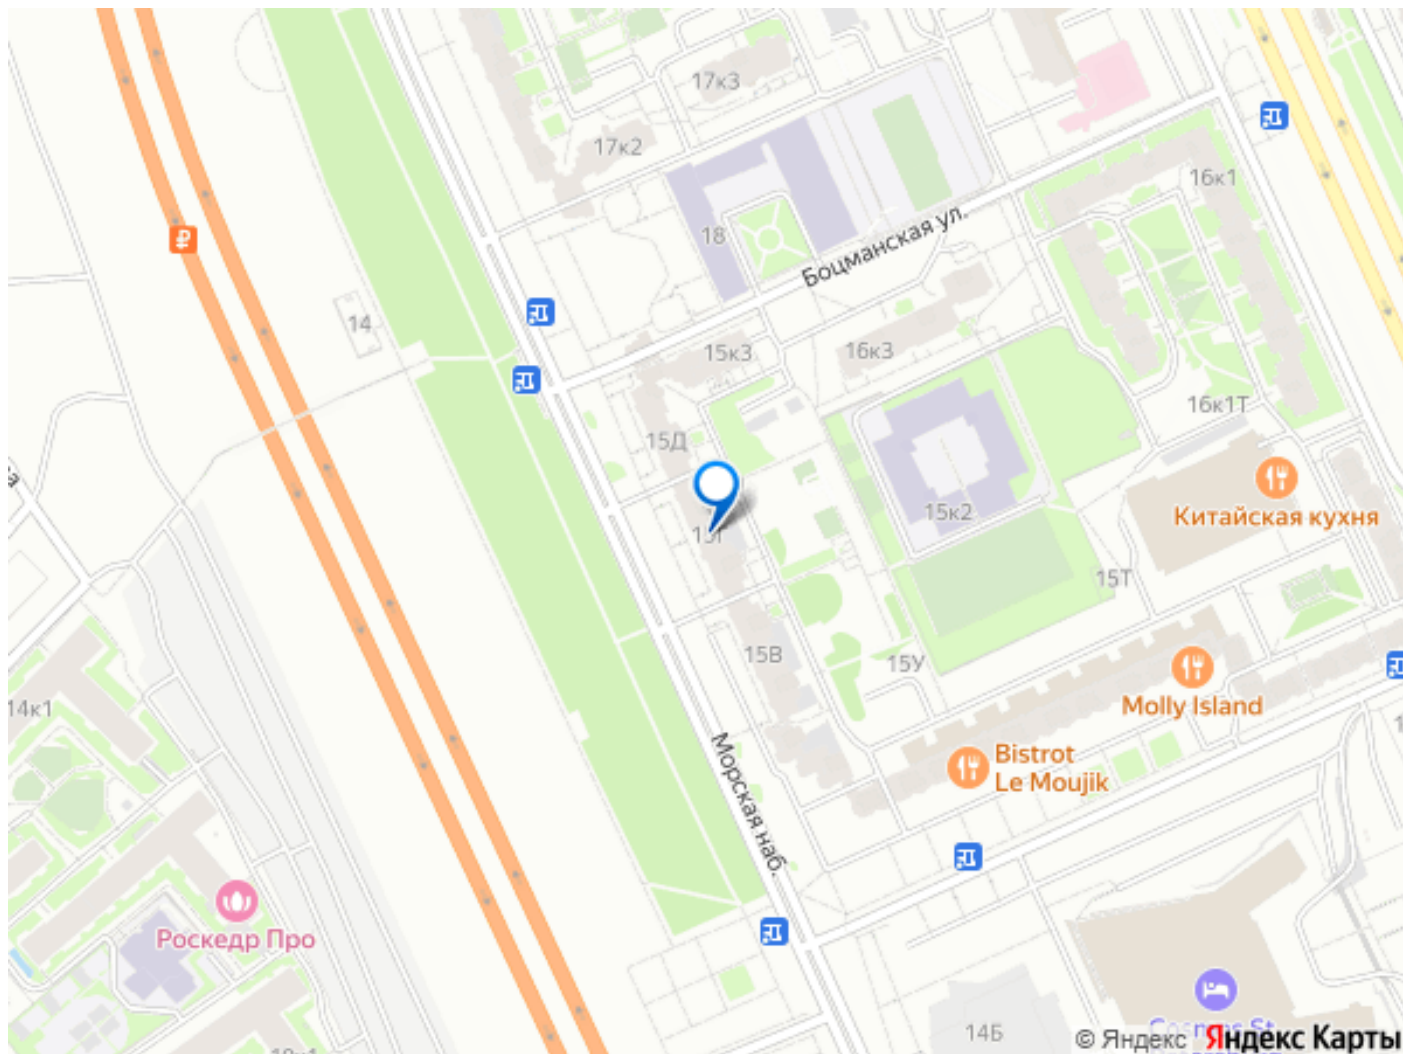 17к3
17к2
16к1
18
Боцманская ул.
14
15к3
16к3
16к1Т
15Д
Китайская кухня
15к2
15Т
15В
15У
Molly Island
14к1
Bistrot
Le Moujik
Морская наб.
Роскедр Про
14Б
© Яндекс Яндекс Карты